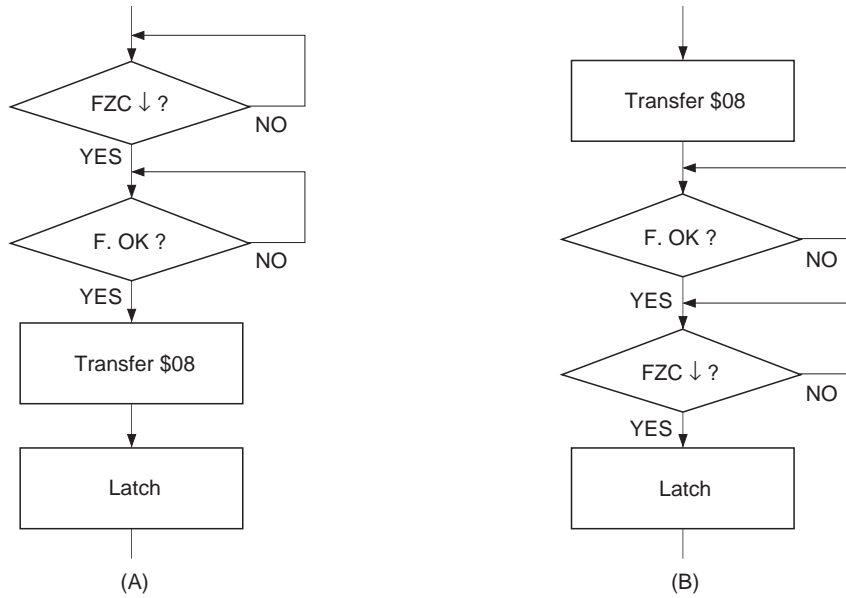 FZC ↓ ?
NO
YES
F. OK ?
NO
YES
Transfer $08
Latch
(A)
Transfer $08
F. OK ?
NO
YES
FZC ↓ ?
NO
YES
Latch
(B)